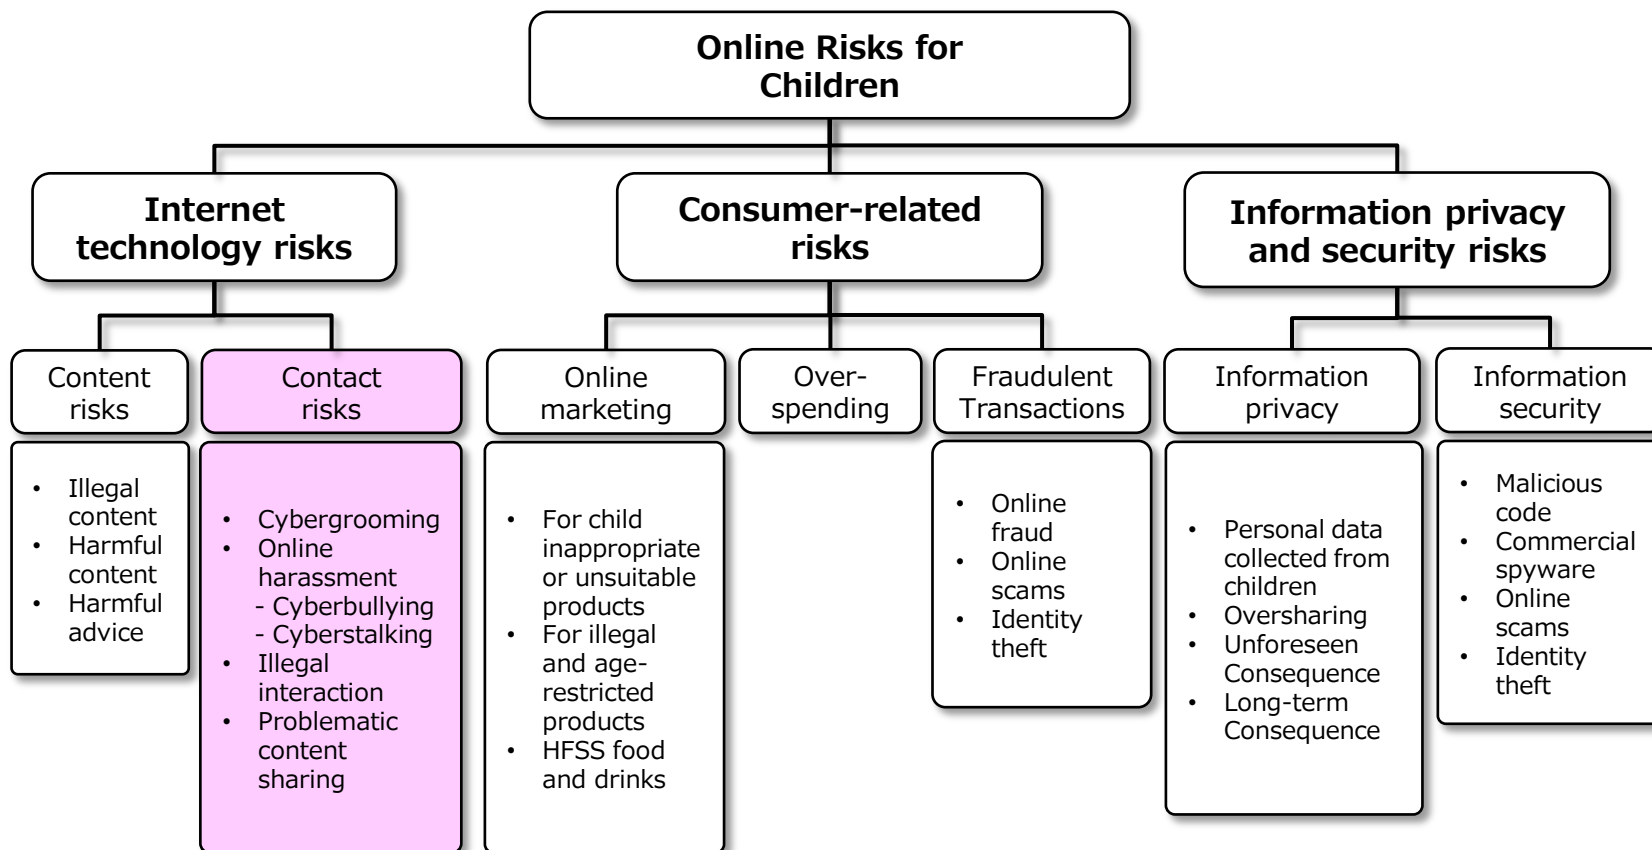 Online Risks for
Children
Internet
technology risks
Consumer-related
risks
Information privacy
and security risks
Content
risks
Contact
risks
Online
marketing
Over-
spending
Fraudulent
Transactions
Information
privacy
Information
security
• Illegal
content
• Harmful
content
• Harmful
advice
• Cybergrooming
• Online
harassment
- Cyberbullying
- Cyberstalking
• Illegal
interaction
• Problematic
content
sharing
• For child
inappropriate
or unsuitable
products
• For illegal
and age-
restricted
products
• HFSS food
and drinks
• Online
fraud
• Online
scams
• Identity
theft
• Personal data
collected from
children
• Oversharing
• Unforeseen
Consequence
• Long-term
Consequence
• Malicious
code
• Commercial
spyware
• Online
scams
• Identity
theft